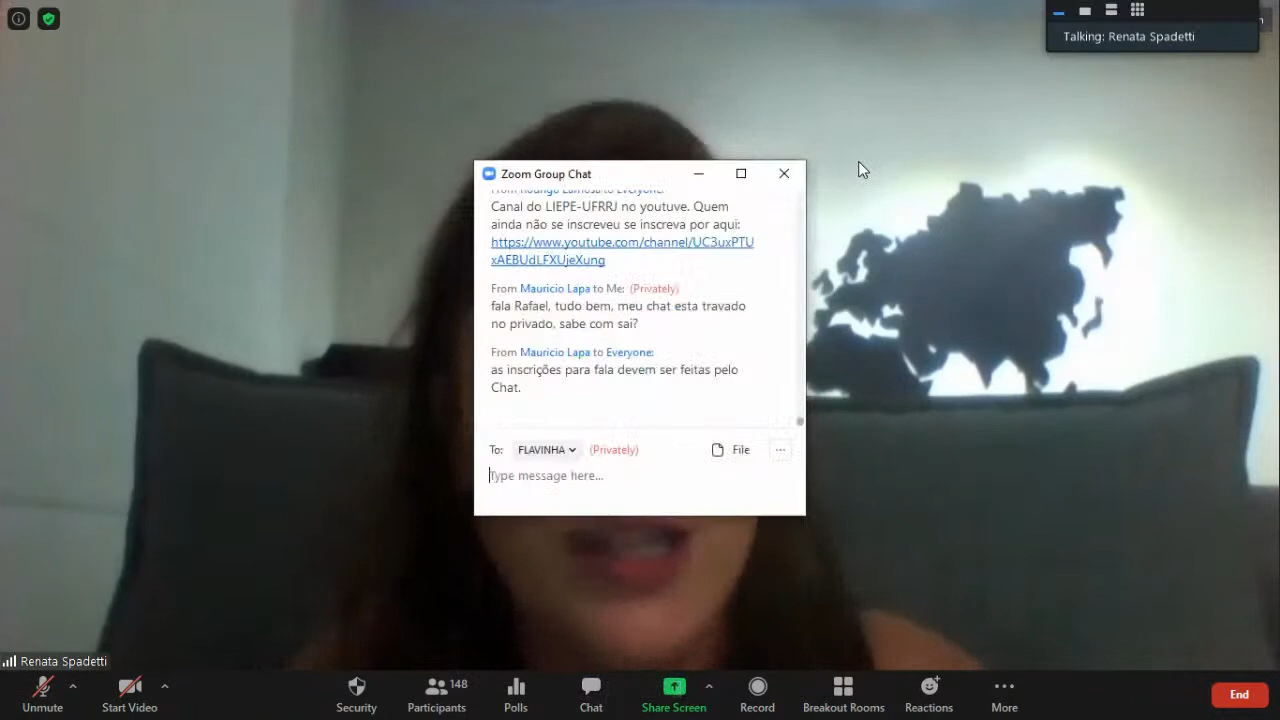 Talking: Renata Spadetti
Zoom Group Chat
Canal do LIEPE-UFRRJ no youtuve. Quem
ainda não se inscreveu se inscreva por aqui:
https://www.youtube.com/channel/UC3uxPTU
xAEBUdLFXUjeXung
From Mauricio Lapa to Me: (Privately)
fala Rafael, tudo bem, meu chat esta travado
no privado, sabe com sai?
From Mauricio Lapa to Everyone:
as inscrições para fala devem ser feitas pelo
Chat.
To: FLAVINHA (Privately) File
Type message here...
Renata Spadetti
Unmute Start Video Security Participants 148 Polls Chat Share Screen Record Breakout Rooms Reactions More End